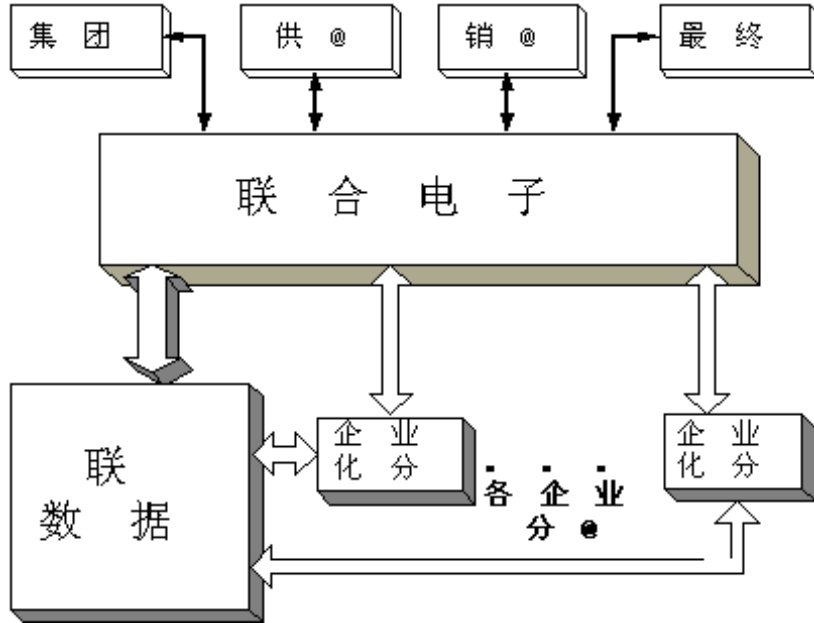 集 团
供 @
销 @
最 终
联 合 电 子
企 业
化 分
企 业
化 分
联
数 据
各 企 业
分 @